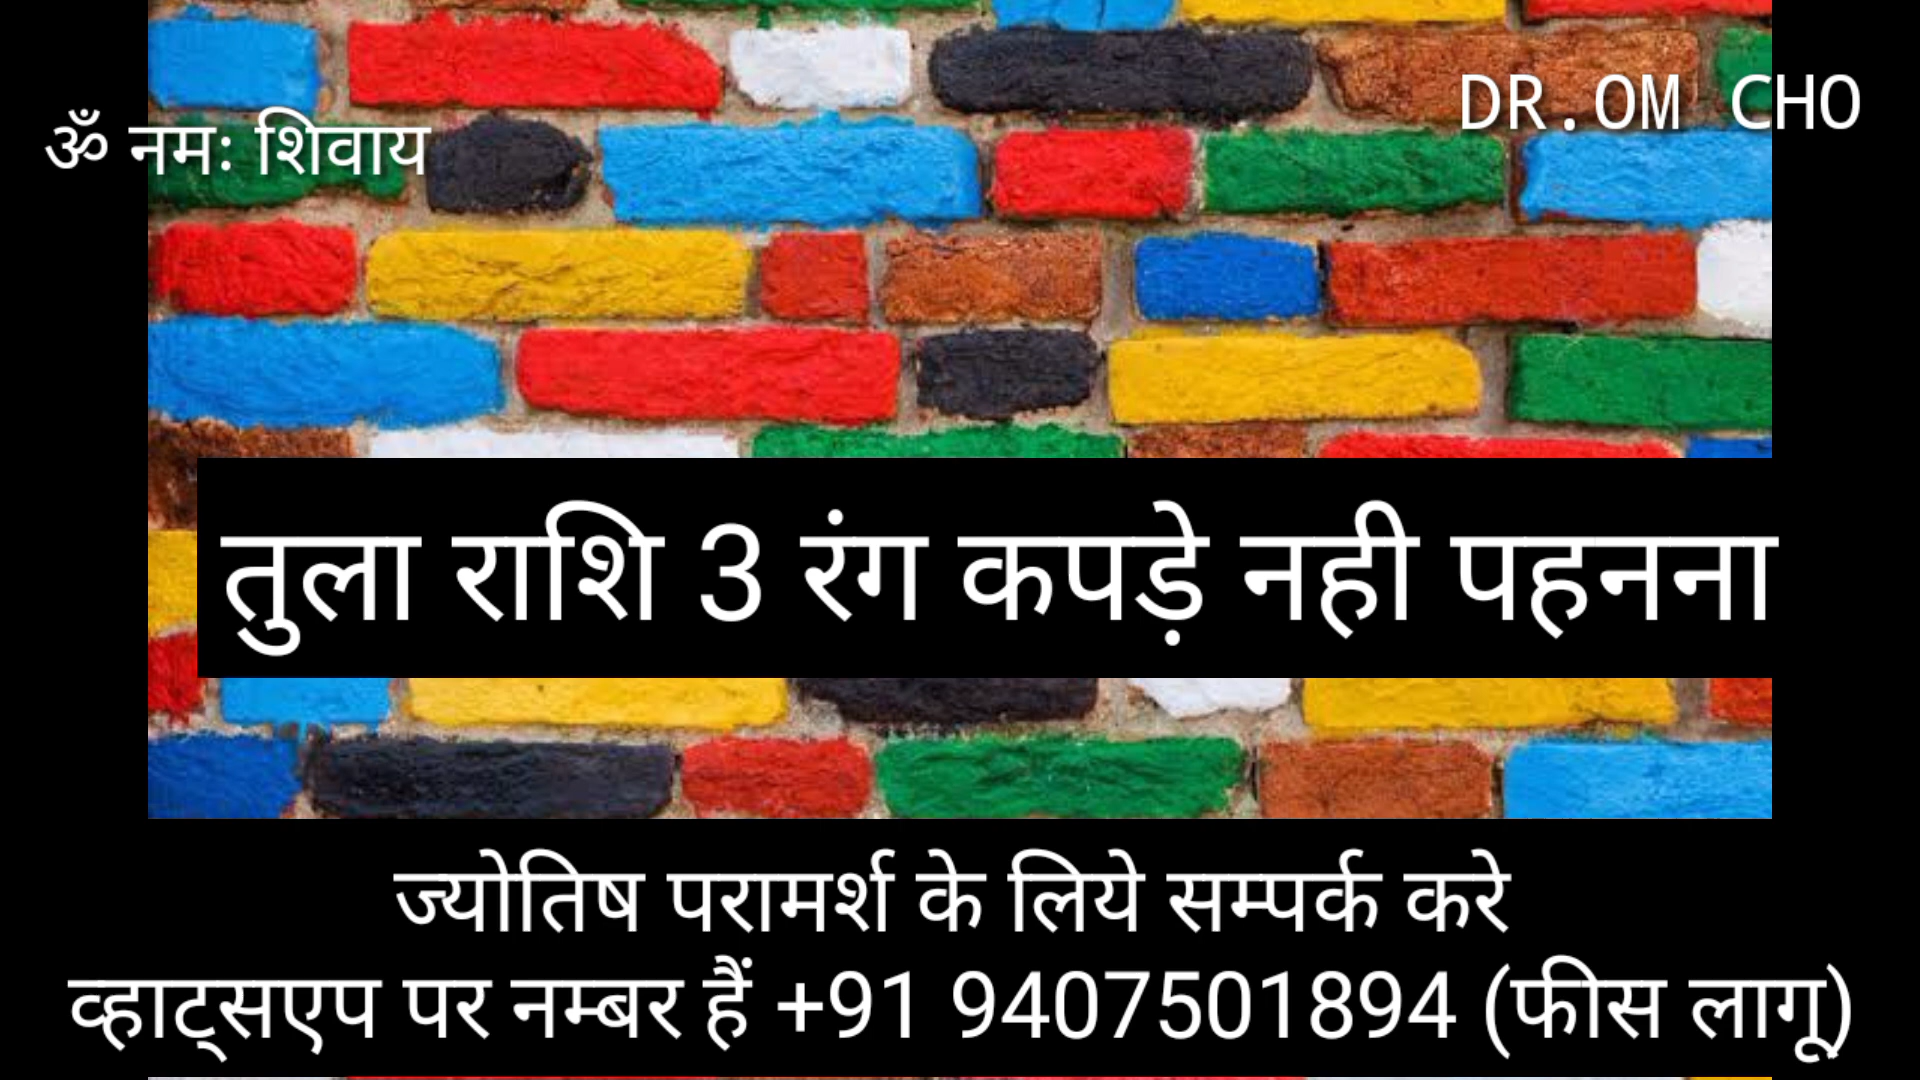 DR.OM CHO
ॐ नमः शिवाय
तुला राशि 3 रंग कपड़े नही पहनना
ज्योतिष परामर्श के लिये सम्पर्क करे
व्हाट्सएप पर नम्बर हैं +91 9407501894 (फीस लागू)